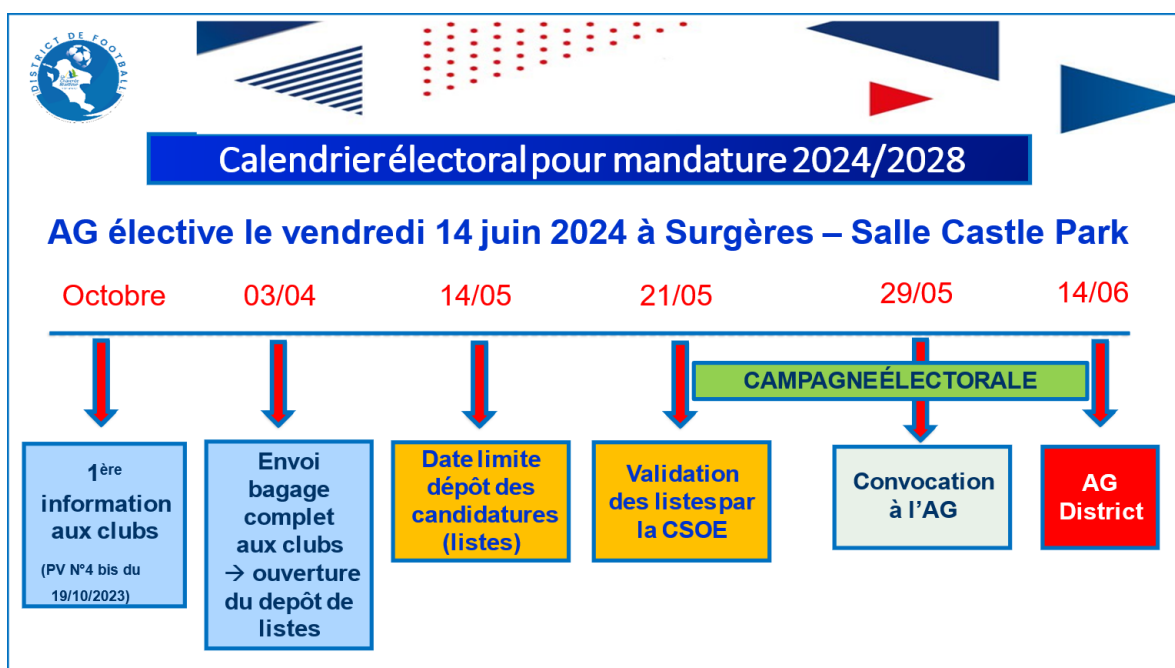 DISTRICT DE FOOTBALL
Calendrier électoral pour mandature 2024/2028
AG élective le vendredi 14 juin 2024 à Surgères – Salle Castle Park
Octobre
03/04
14/05
21/05
29/05
14/06
CAMPAGNE ÉLECTORALE
1ère
information
aux clubs
(PV N°4 bis du
19/10/2023)
Envoi
bagage
complet
aux clubs
→ ouverture
du depôt de
listes
Date limite
dépôt des
candidatures
(listes)
Validation
des listes par
la CSOE
Convocation
à l'AG
AG
District